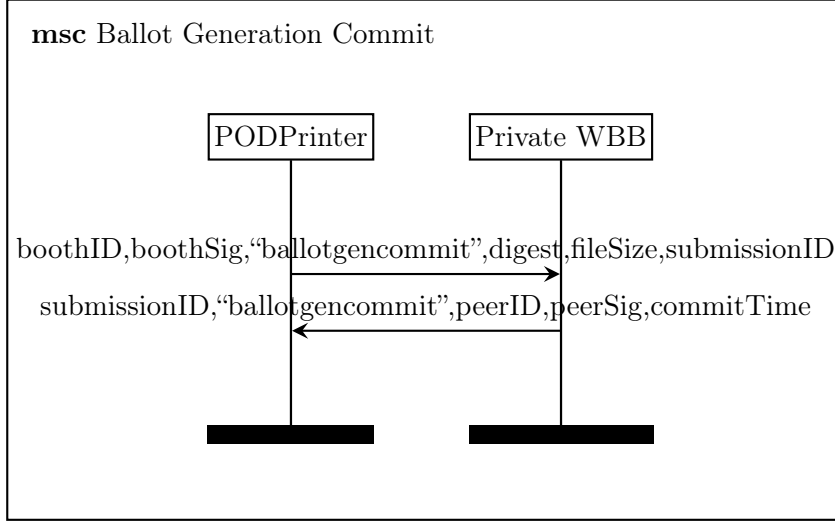 msc Ballot Generation Commit
PODPrinter
Private WBB
boothID,boothSig,“ballotgencommit”,digest,fileSize,submissionID
submissionID,“ballotgencommit”,peerID,peerSig,commitTime